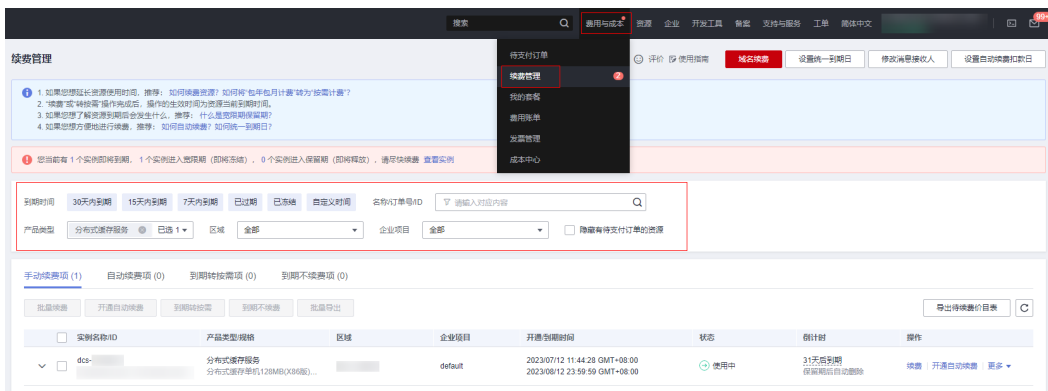 搜索 费用与成本 资源 企业 开发工具 备案 支持与服务 工单 简体中文 99+
续费管理 评价 使用指南 域名续费 设置统一到期日 修改消息接收人 设置自动续费扣款日
待支付订单
续费管理 2
我的套餐
费用账单
发票管理
成本中心
1. 如果您想延长资源使用时间，推荐： 如何续费资源？如何将“包年包月计费”转为“按需计费”？
2. “续费”或“转按需”操作完成后，操作的生效时间为资源当前到期时间。
3. 如果您想了解资源到期后会发生什么，推荐： 什么是宽限期保留期？
4. 如果您想方便地进行续费，推荐： 如何自动续费？如何统一到期日？
您当前有 1 个实例即将到期， 1 个实例进入宽限期（即将冻结）， 0 个实例进入保留期（即将释放），请尽快续费 查看实例
到期时间 30天内到期 15天内到期 7天内到期 已过期 已冻结 自定义时间 名称/订单号/ID 请输入对应内容
产品类型 分布式缓存服务 已选 1 区域 全部 企业项目 全部 隐藏有待支付订单的资源
手动续费项 (1) 自动续费项 (0) 到期转按需项 (0) 到期不续费项 (0)
批量续费 开通自动续费 到期转按需 到期不续费 批量导出 导出待续费价目表
实例名称/ID 产品类型/规格 区域 企业项目 开通/到期时间 状态 倒计时 操作
dcs- 分布式缓存服务 default 2023/07/12 11:44:28 GMT+08:00 使用中 31天后到期 续费 开通自动续费 更多
分布式缓存单机128MB(X86版),... 2023/08/12 23:59:59 GMT+08:00 保留期后自动删除